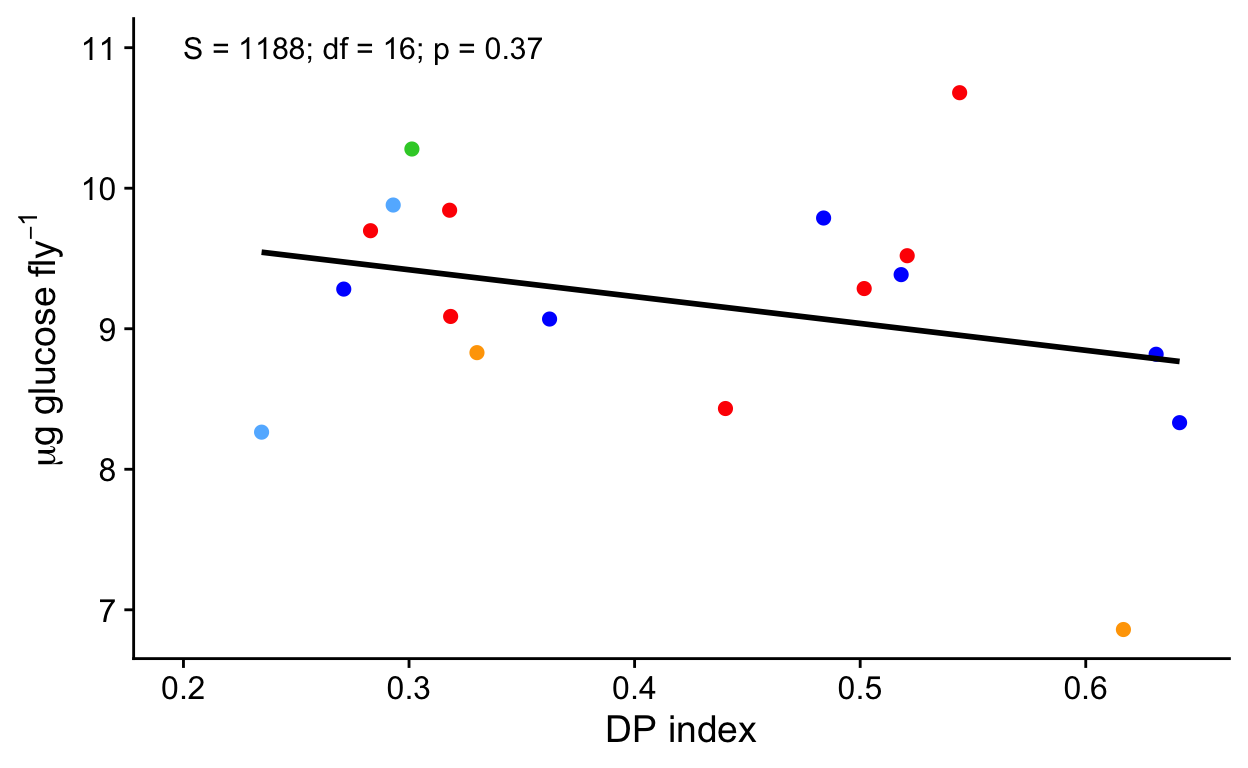 S = 1188; df = 16; p = 0.37
11
10
9
8
7
μg glucose fly⁻¹
0.2 0.3 0.4 0.5 0.6
DP index